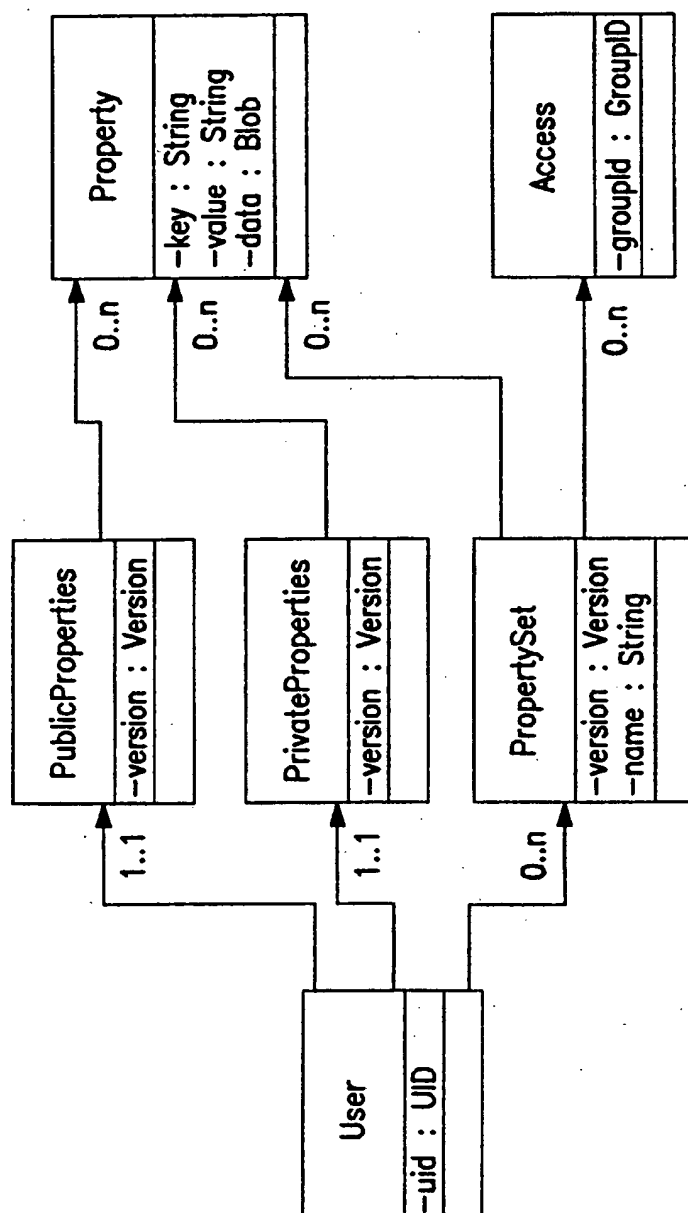 User
–uid : UID
1..1
1..1
0..n
PublicProperties
–version : Version
PrivateProperties
–version : Version
PropertySet
–version : Version
–name : String
0..n
0..n
0..n
0..n
Property
–key : String
–value : String
–data : Blob
Access
–groupId : GroupID